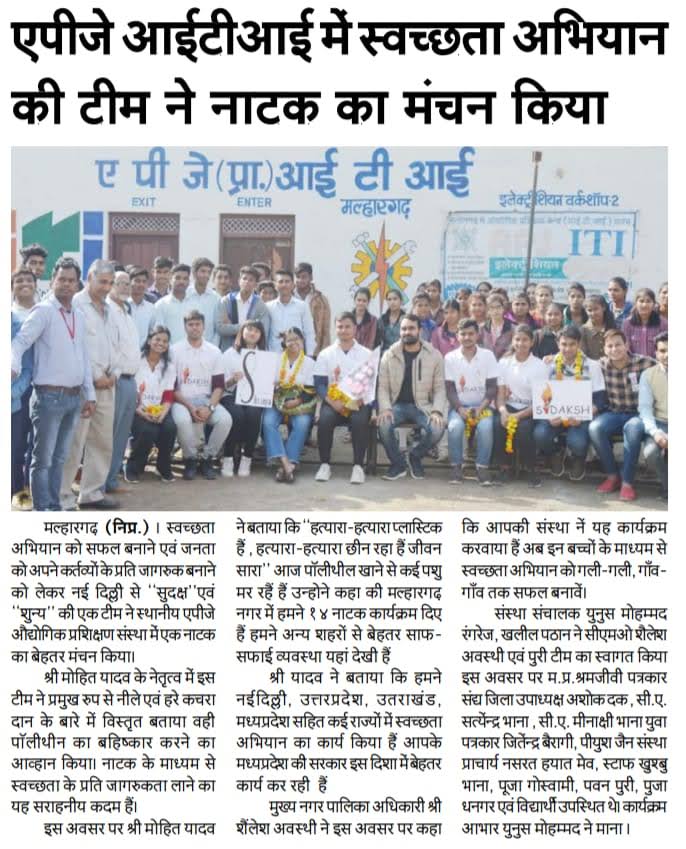 एपीजे आईटीआई में स्वच्छता अभियान
की टीम ने नाटक का मंचन किया
ए पी जे (प्रा.) आई टी आई
EXIT
ENTER
मल्हारगढ़
इलेक्ट्रीशियन वर्कशॉप-2
ITI
इलेक्ट्रीशियल
S
SUDAKSH
मल्हारगढ़ (निप्र.) । स्वच्छता
अभियान को सफल बनाने एवं जनता
को अपने कर्तव्यों के प्रति जागरुक बनाने
को लेकर नई दिल्ली से "सुदक्ष"एवं
"शुन्य" की एक टीम ने स्थानीय एपीजे
औद्योगिक प्रशिक्षण संस्था में एक नाटक
का बेहतर मंचन किया।
श्री मोहित यादव के नेतृत्व में इस
टीम ने प्रमुख रुप से नीले एवं हरे कचरा
दान के बारे में विस्तृत बताया वही
पॉलीथीन का बहिष्कार करने का
आव्हान किया। नाटक के माध्यम से
स्वच्छता के प्रति जागरुकता लाने का
यह सराहनीय कदम हैं।
इस अवसर पर श्री मोहित यादव
ने बताया कि "हत्यारा-हत्यारा प्लास्टिक
हैं , हत्यारा-हत्यारा छीन रहा हैं जीवन
सारा" आज पॉलीथील खाने से कई पशु
मर रहैं हैं उन्होने कहा की मल्हारगढ़
नगर में हमने १४ नाटक कार्यक्रम दिए
हैं हमने अन्य शहरों से बेहतर साफ-
सफाई व्यवस्था यहां देखी हैं
श्री यादव ने बताया कि हमने
नईदिल्ली, उत्तरप्रदेश, उतराखंड,
मध्यप्रदेश सहित कई राज्यों में स्वच्छता
अभियान का कार्य किया हैं आपके
मध्यप्रदेश की सरकार इस दिशा में बेहतर
कार्य कर रही हैं
मुख्य नगर पालिका अधिकारी श्री
शैंलेश अवस्थी ने इस अवसर पर कहा
कि आपकी संस्था नें यह कार्यक्रम
करवाया हैं अब इन बच्चों के माध्यम से
स्वच्छता अभियान को गली-गली, गाँव-
गाँव तक सफल बनावें।
संस्था संचालक युनुस मोहम्मद
रंगरेज, खलील पठान ने सीएमओ शैलेश
अवस्थी एवं पुरी टीम का स्वागत किया
इस अवसर पर म.प्र.श्रमजीवी पत्रकार
संघ जिला उपाध्यक्ष अशोक दक , सी.ए.
सत्येंन्द्र भाना , सी.ए. मीनाक्षी भाना युवा
पत्रकार जितेंन्द्र बैरागी, पीयुश जैन संस्था
प्राचार्य नसरत हयात मेव, स्टाफ खुश्बु
भाना, पूजा गोस्वामी, पवन पुरी, पुजा
धनगर एवं विद्यार्थी उपस्थित थे। कार्यक्रम
आभार युनुस मोहम्मद ने माना ।